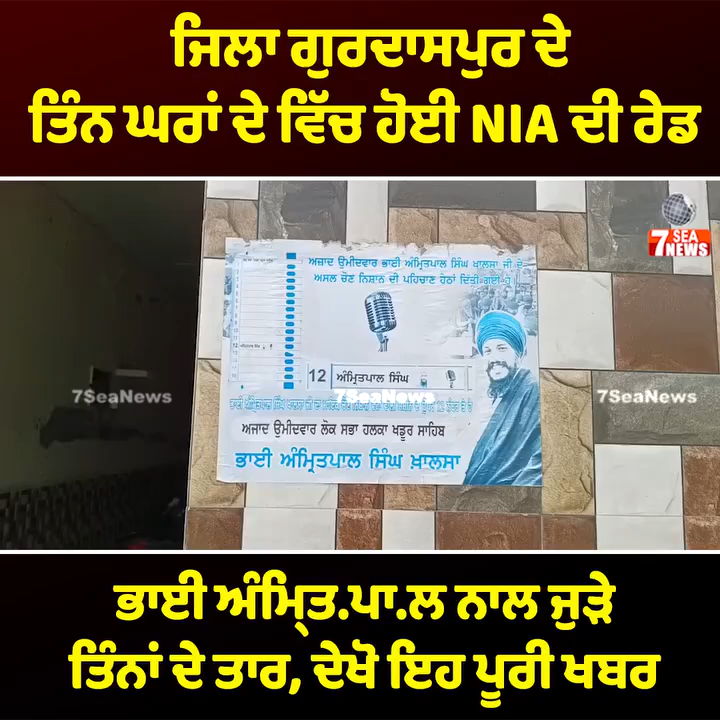 ਜਿਲਾ ਗੁਰਦਾਸਪੁਰ ਦੇ
ਤਿੰਨ ਘਰਾਂ ਦੇ ਵਿੱਚ ਹੋਈ NIA ਦੀ ਰੇਡ
7 SEA NEWS
ਅਜ਼ਾਦ ਉਮੀਦਵਾਰ ਭਾਈ ਅੰਮ੍ਰਿਤਪਾਲ ਸਿੰਘ ਖਾਲਸਾ ਜੀ ਦੇ
ਅਸਲ ਚੋਣ ਨਿਸ਼ਾਨ ਦੀ ਪਹਿਚਾਣ ਹੇਠਾਂ ਦਿੱਤੀ ਗਈ ਹੈ
12 ਅੰਮ੍ਰਿਤਪਾਲ ਸਿੰਘ
7SeaNews 7SeaNews 7SeaNews
ਅਜਾਦ ਉਮੀਦਵਾਰ ਲੋਕ ਸਭਾ ਹਲਕਾ ਖਡੂਰ ਸਾਹਿਬ
ਭਾਈ ਅੰਮ੍ਰਿਤਪਾਲ ਸਿੰਘ ਖ਼ਾਲਸਾ
ਭਾਈ ਅੰਮ੍ਰਿਤ.ਪਾ.ਲ ਨਾਲ ਜੁੜੇ
ਤਿੰਨਾਂ ਦੇ ਤਾਰ, ਦੇਖੋ ਇਹ ਪੂਰੀ ਖਬਰ